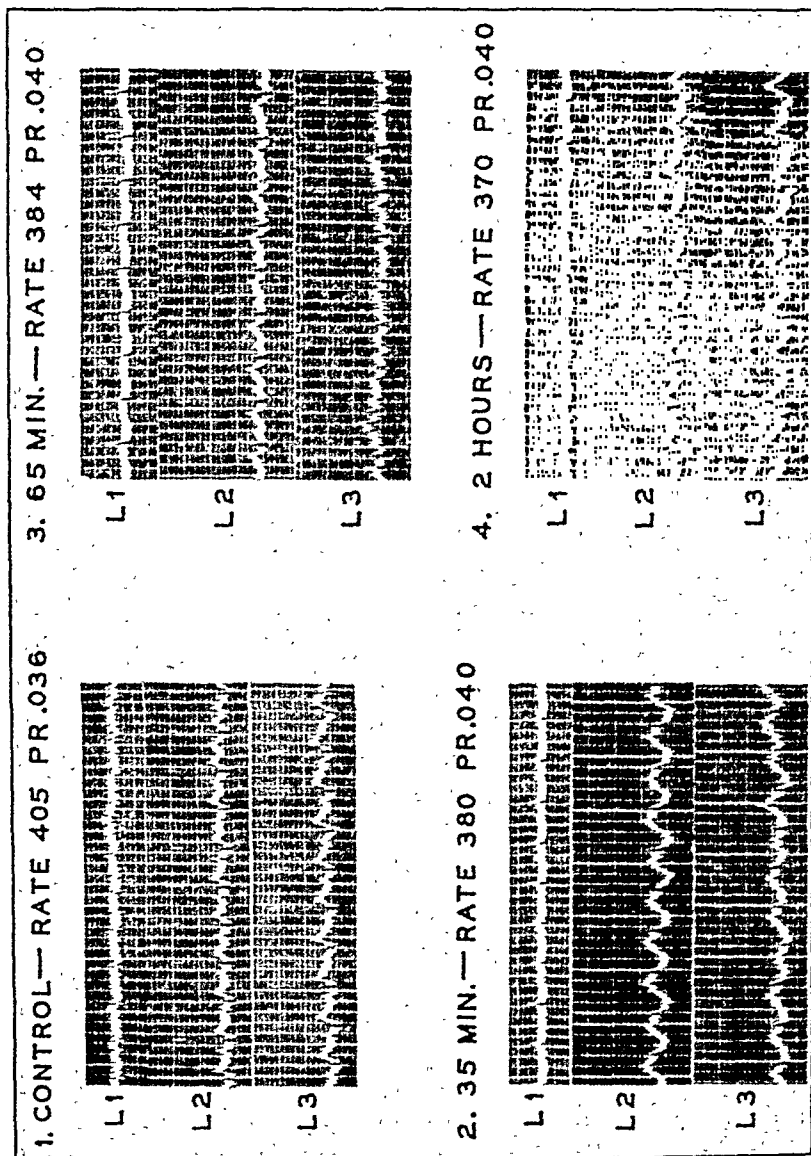 1. CONTROL — RATE 405 PR .036
L1
L2
L3
2. 35 MIN. — RATE 380 PR .040
L1
L2
L3
3. 65 MIN. — RATE 384 PR .040
L1
L2
L3
4. 2 HOURS — RATE 370 PR .040
L1
L2
L3